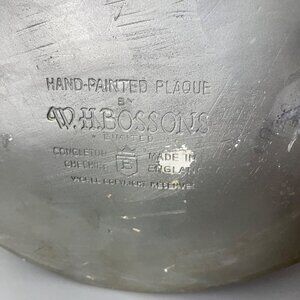 HAND-PAINTED PLAQUE
BY
W.H.BOSSONS
LIMITED
CONGLETON MADE IN
CHESHIRE B ENGLAND
WORLD COPYRIGHT RESERVED